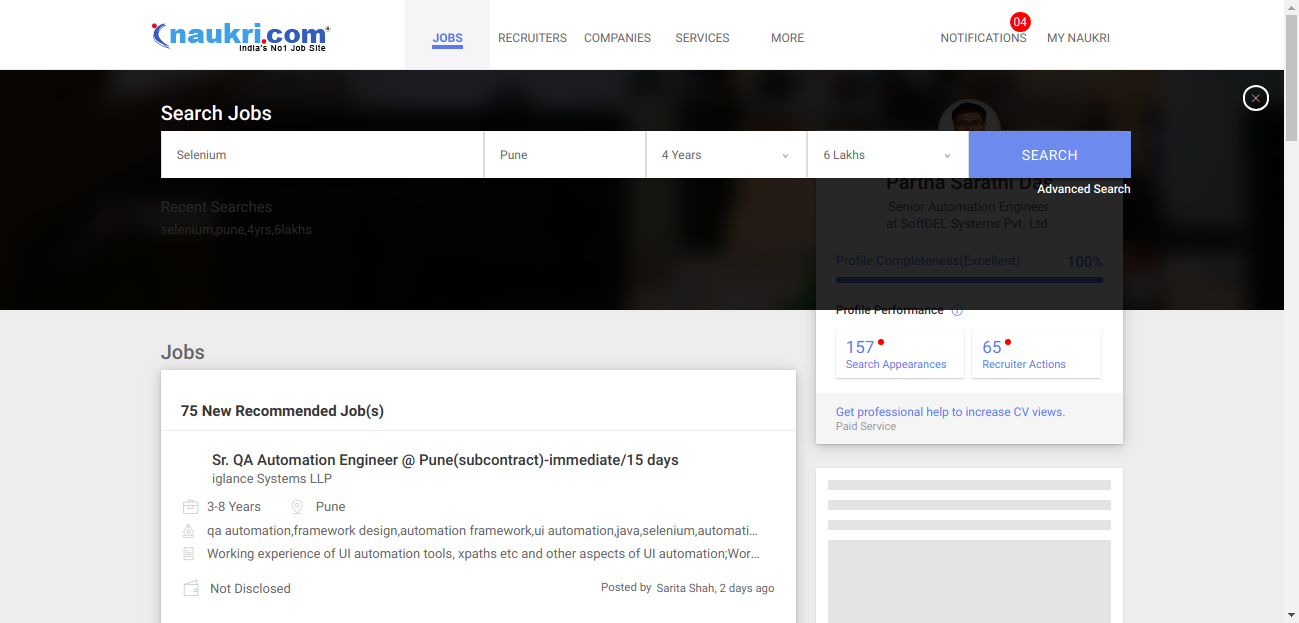 naukri.com
India's No1 Job Site
JOBS
RECRUITERS
COMPANIES
SERVICES
MORE
NOTIFICATIONS
04
MY NAUKRI
Search Jobs
Selenium
Pune
4 Years
6 Lakhs
SEARCH
Advanced Search
Recent Searches
selenium,pune,4yrs,6lakhs
Partha Sarathi Das
Senior Automation Engineer
at SoftDEL Systems Pvt. Ltd.
Profile Completeness(Excellent)
100%
Profile Performance
157
Search Appearances
65
Recruiter Actions
Get professional help to increase CV views.
Paid Service
Jobs
75 New Recommended Job(s)
Sr. QA Automation Engineer @ Pune(subcontract)-immediate/15 days
iglance Systems LLP
3-8 Years
Pune
qa automation,framework design,automation framework,ui automation,java,selenium,automati...
Working experience of UI automation tools, xpaths etc and other aspects of UI automation;Wor...
Not Disclosed
Posted by Sarita Shah, 2 days ago